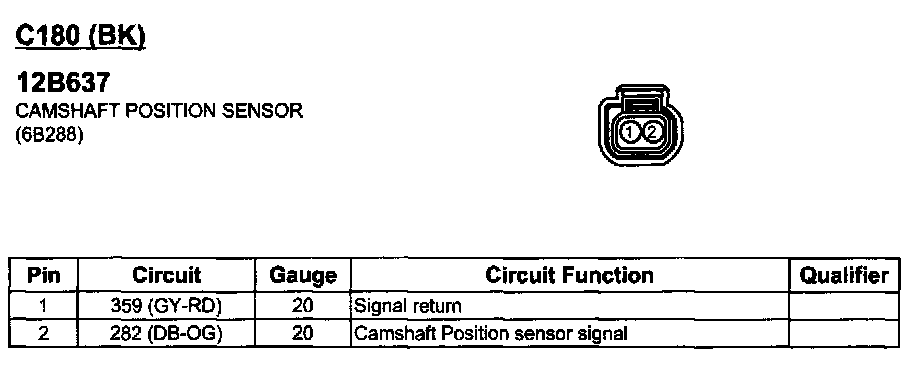 C180 (BK)
12B637
CAMSHAFT POSITION SENSOR
(6B288)
1 2
Pin Circuit Gauge Circuit Function Qualifier
1 359 (GY-RD) 20 Signal return
2 282 (DB-OG) 20 Camshaft Position sensor signal